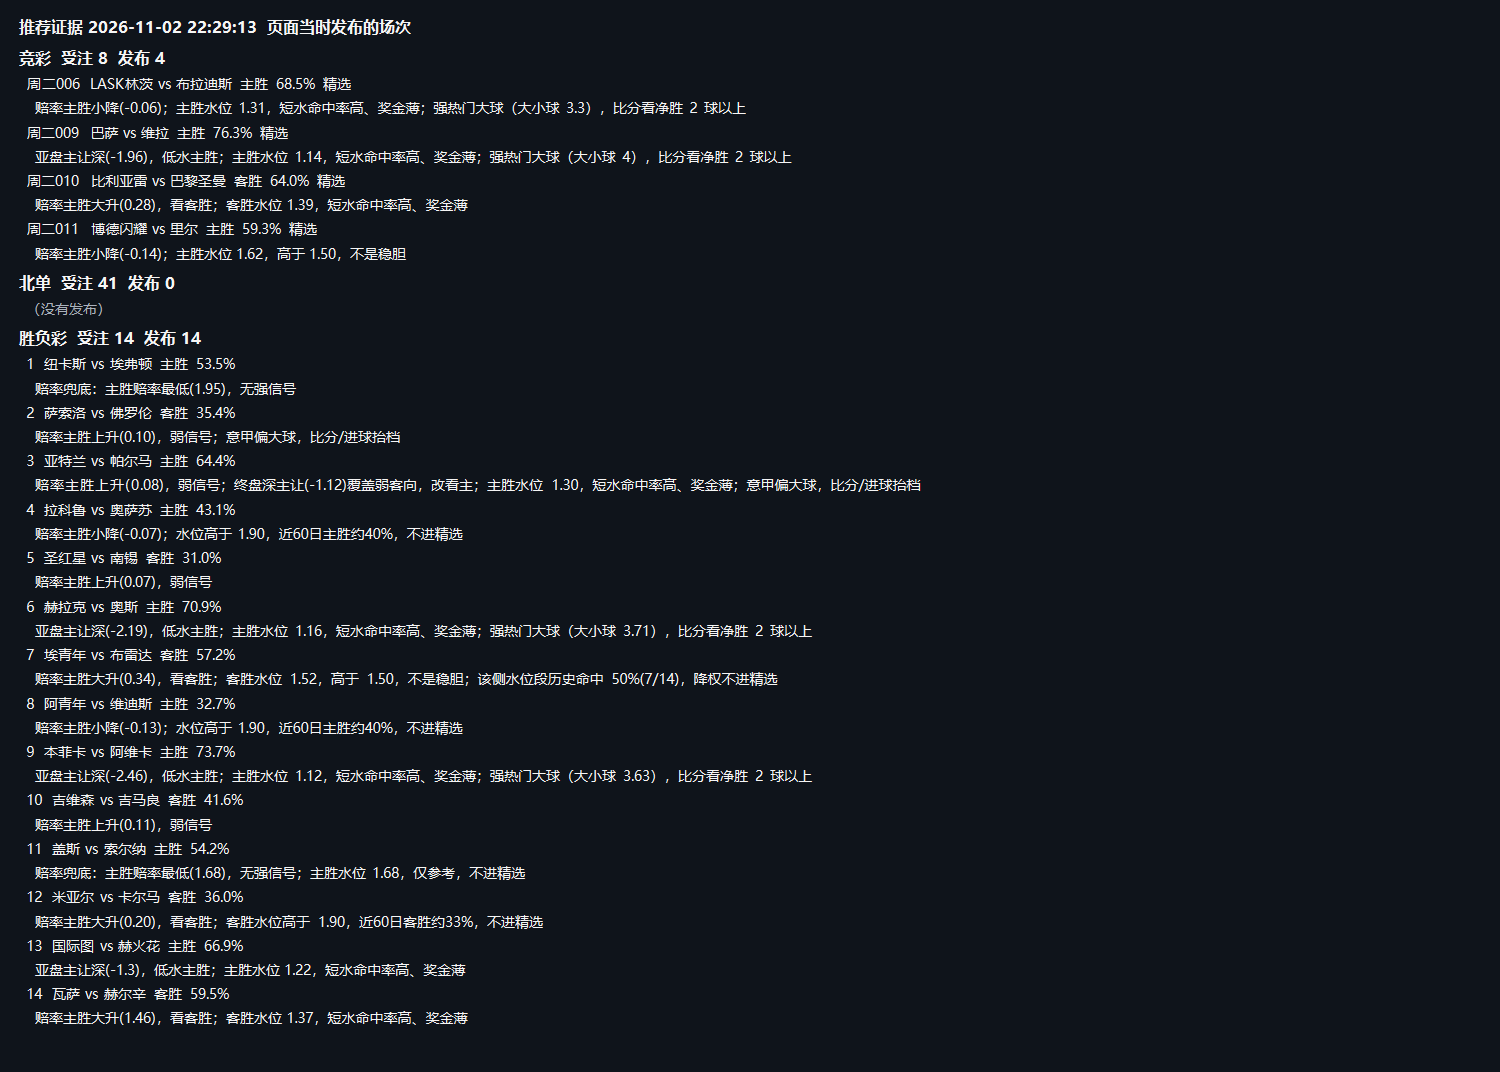 推荐证据 2026-11-02 22:29:13 页面当时发布的场次
竞彩 受注 8 发布 4
周二006 LASK林茨 vs 布拉迪斯 主胜 68.5% 精选
赔率主胜小降(-0.06)；主胜水位 1.31，短水命中率高、奖金薄；强热门大球（大小球 3.3），比分看净胜 2 球以上
周二009 巴萨 vs 维拉 主胜 76.3% 精选
亚盘主让深(-1.96)，低水主胜；主胜水位 1.14，短水命中率高、奖金薄；强热门大球（大小球 4），比分看净胜 2 球以上
周二010 比利亚雷 vs 巴黎圣曼 客胜 64.0% 精选
赔率主胜大升(0.28)，看客胜；客胜水位 1.39，短水命中率高、奖金薄
周二011 博德闪耀 vs 里尔 主胜 59.3% 精选
赔率主胜小降(-0.14)；主胜水位 1.62，高于 1.50，不是稳胆
北单 受注 41 发布 0
（没有发布）
胜负彩 受注 14 发布 14
1 纽卡斯 vs 埃弗顿 主胜 53.5%
赔率兜底：主胜赔率最低(1.95)，无强信号
2 萨索洛 vs 佛罗伦 客胜 35.4%
赔率主胜上升(0.10)，弱信号；意甲偏大球，比分/进球抬档
3 亚特兰 vs 帕尔马 主胜 64.4%
赔率主胜上升(0.08)，弱信号；终盘深主让(-1.12)覆盖弱客向，改看主；主胜水位 1.30，短水命中率高、奖金薄；意甲偏大球，比分/进球抬档
4 拉科鲁 vs 奥萨苏 主胜 43.1%
赔率主胜小降(-0.07)；水位高于 1.90，近60日主胜约40%，不进精选
5 圣红星 vs 南锡 客胜 31.0%
赔率主胜上升(0.07)，弱信号
6 赫拉克 vs 奥斯 主胜 70.9%
亚盘主让深(-2.19)，低水主胜；主胜水位 1.16，短水命中率高、奖金薄；强热门大球（大小球 3.71），比分看净胜 2 球以上
7 埃青年 vs 布雷达 客胜 57.2%
赔率主胜大升(0.34)，看客胜；客胜水位 1.52，高于 1.50，不是稳胆；该侧水位段历史命中 50%(7/14)，降权不进精选
8 阿青年 vs 维迪斯 主胜 32.7%
赔率主胜小降(-0.13)；水位高于 1.90，近60日主胜约40%，不进精选
9 本菲卡 vs 阿维卡 主胜 73.7%
亚盘主让深(-2.46)，低水主胜；主胜水位 1.12，短水命中率高、奖金薄；强热门大球（大小球 3.63），比分看净胜 2 球以上
10 吉维森 vs 吉马良 客胜 41.6%
赔率主胜上升(0.11)，弱信号
11 盖斯 vs 索尔纳 主胜 54.2%
赔率兜底：主胜赔率最低(1.68)，无强信号；主胜水位 1.68，仅参考，不进精选
12 米亚尔 vs 卡尔马 客胜 36.0%
赔率主胜大升(0.20)，看客胜；客胜水位高于 1.90，近60日客胜约33%，不进精选
13 国际图 vs 赫火花 主胜 66.9%
亚盘主让深(-1.3)，低水主胜；主胜水位 1.22，短水命中率高、奖金薄
14 瓦萨 vs 赫尔辛 客胜 59.5%
赔率主胜大升(1.46)，看客胜；客胜水位 1.37，短水命中率高、奖金薄